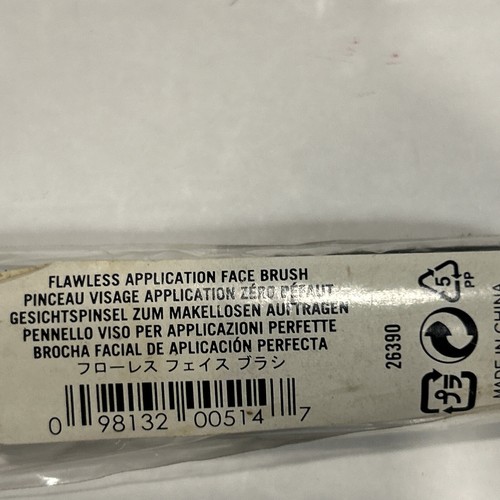 FLAWLESS APPLICATION FACE BRUSH
PINCEAU VISAGE APPLICATION ZÉRO DÉFAUT
GESICHTSPINSEL ZUM MAKELLOSEN AUFTRAGEN
PENNELLO VISO PER APPLICAZIONI PERFETTE
BROCHA FACIAL DE APLICACIÓN PERFECTA
フローレス フェイス ブラシ
0 98132 00514 7
26390
5
PP
プラ
MADE IN CHINA